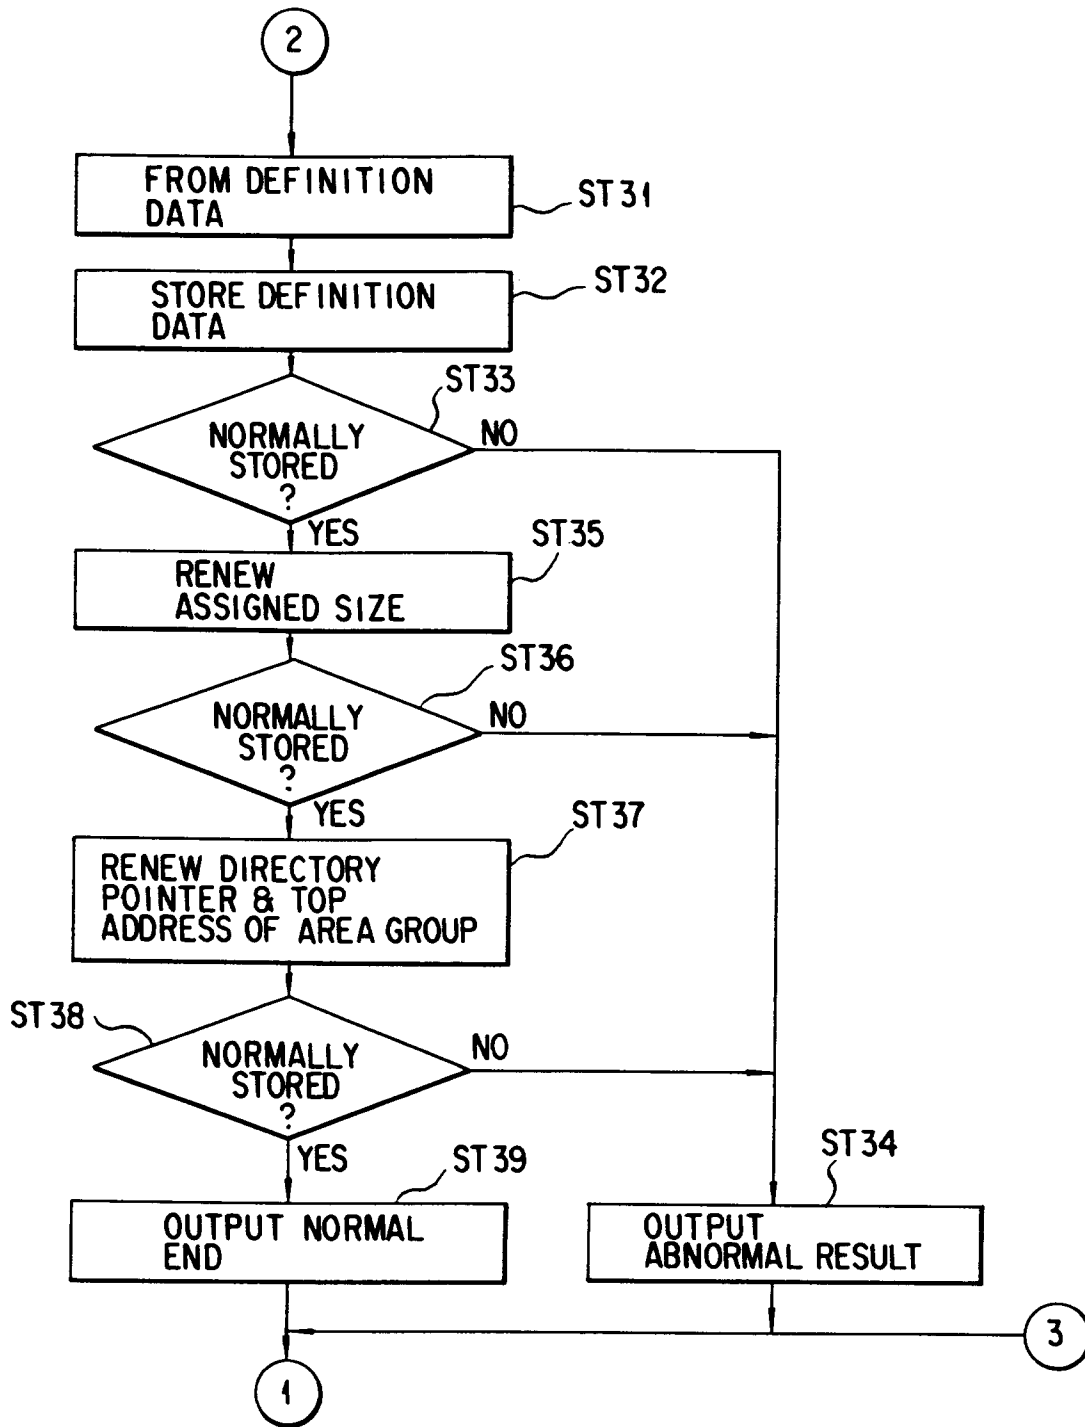 2
FROM DEFINITION
DATA
ST31
STORE DEFINITION
DATA
ST32
ST33
NORMALLY
STORED
?
NO
YES
RENEW
ASSIGNED SIZE
ST35
ST36
NORMALLY
STORED
?
NO
YES
RENEW DIRECTORY
POINTER & TOP
ADDRESS OF AREA GROUP
ST37
ST38
NORMALLY
STORED
?
NO
YES
OUTPUT NORMAL
END
ST39
OUTPUT
ABNORMAL RESULT
ST34
3
1